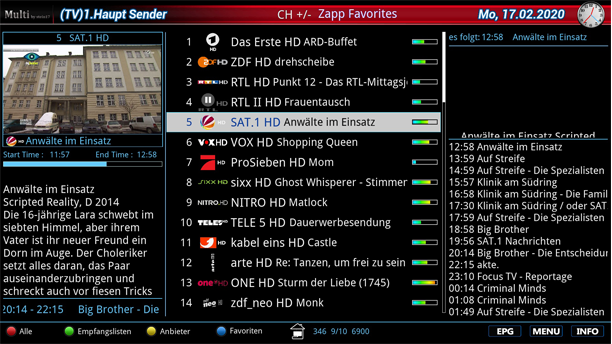 Multi
(TV)1.Haupt Sender
CH +/-
Zapp Favorites
Mo, 17.02.2020
5 SAT.1 HD
Anwälte im Einsatz
Start Time : 11:57
End Time : 12:58
Anwälte im Einsatz
Scripted Reality, D 2014
Die 16-jährige Lara schwebt im
siebten Himmel, aber ihrem
Vater ist ihr neuer Freund ein
Dorn im Auge. Der Choleriker
setzt alles daran, das Paar
auseinanderzubringen und
schreckt auch vor fiesen Tricks
20:14 - 22:15 Big Brother - Die
1 Das Erste HD ARD-Buffet
2 ZDF HD drehscheibe
3 RTL HD Punkt 12 - Das RTL-Mittagsj
4 RTL II HD Frauentausch
5 SAT.1 HD Anwälte im Einsatz
6 VOX HD Shopping Queen
7 ProSieben HD Mom
8 sixx HD Ghost Whisperer - Stimmer
9 NITRO HD Matlock
10 TELE 5 HD Dauerwerbesendung
11 kabel eins HD Castle
12 arte HD Re: Tanzen, um frei zu sein
13 ONE HD Sturm der Liebe (1745)
14 zdf_neo HD Monk
es folgt: 12:58 Anwälte im Einsatz
Anwälte im Einsatz Scripted
12:58 Anwälte im Einsatz
13:59 Auf Streife
14:59 Auf Streife - Die Spezialisten
15:57 Klinik am Südring
16:58 Klinik am Südring - Die Famil
17:30 Klinik am Südring / oder SAT
17:59 Auf Streife - Die Spezialisten
18:58 Big Brother
19:56 SAT.1 Nachrichten
20:14 Big Brother - Die Entscheidu
22:15 akte.
23:10 Focus TV - Reportage
00:14 Criminal Minds
01:08 Criminal Minds
01:49 Auf Streife - Die Spezialisten
Alle
Empfangslisten
Anbieter
Favoriten
346 9/10 6900
EPG
MENU
INFO